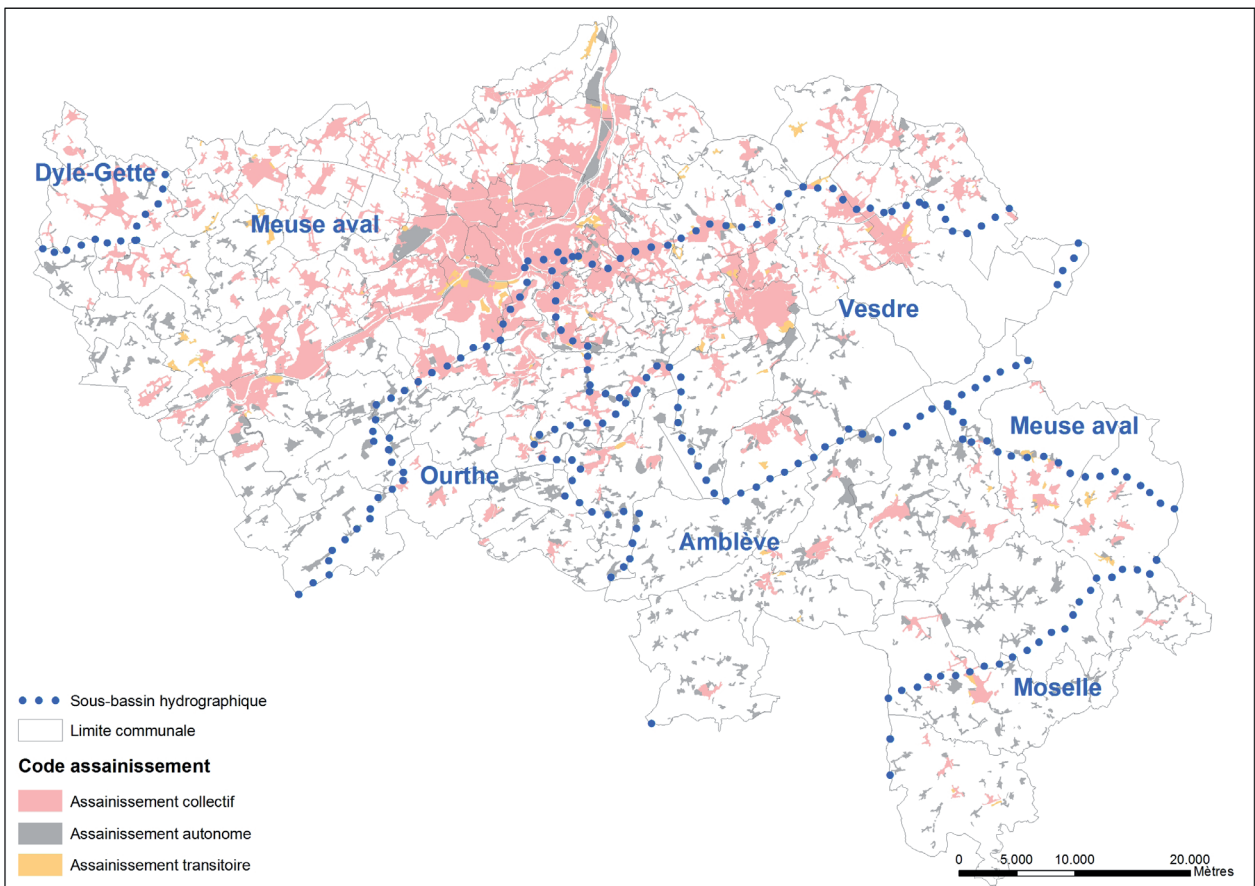 Dyle-Gette
Meuse aval
Vesdre
Meuse aval
Ourthe
Amblève
Moselle
Sous-bassin hydrographique
Limite communale
Code assainissement
Assainissement collectif
Assainissement autonome
Assainissement transitoire
0 5.000 10.000 20.000
Mètres